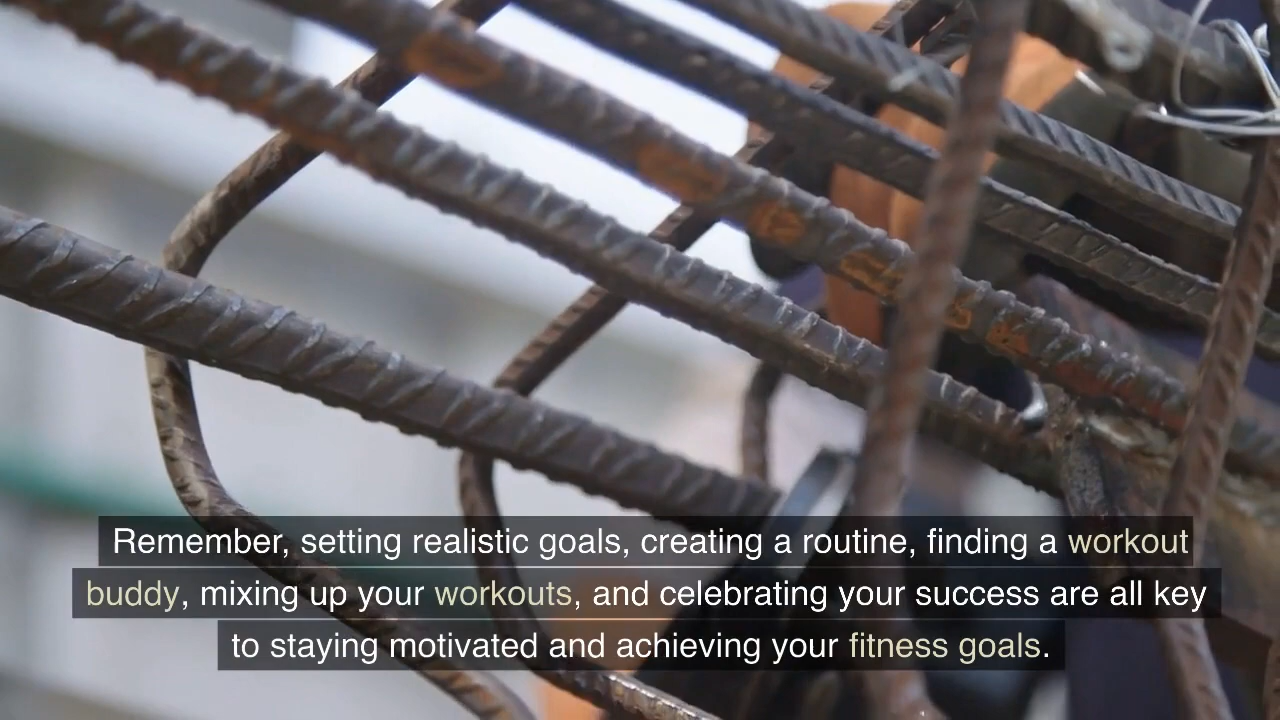 Remember, setting realistic goals, creating a routine, finding a workout
buddy, mixing up your workouts, and celebrating your success are all key
to staying motivated and achieving your fitness goals.